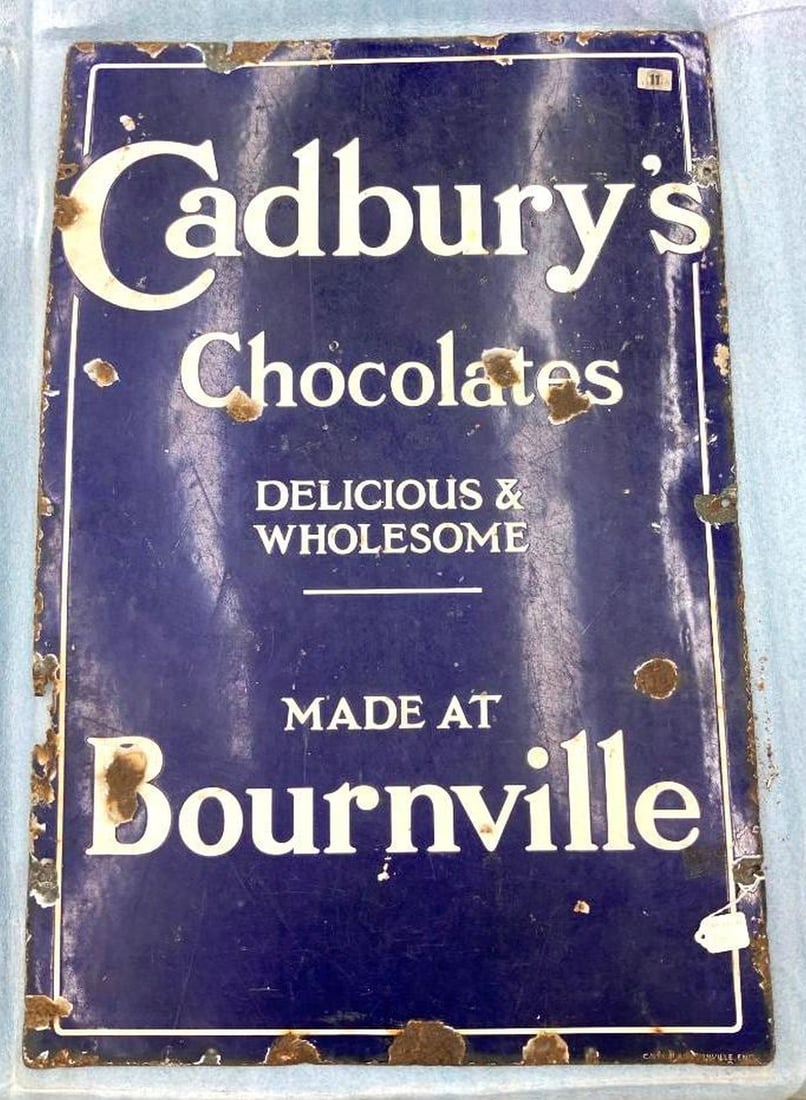 11
Cadbury's
Chocolates
DELICIOUS &
WHOLESOME
MADE AT
Bournville